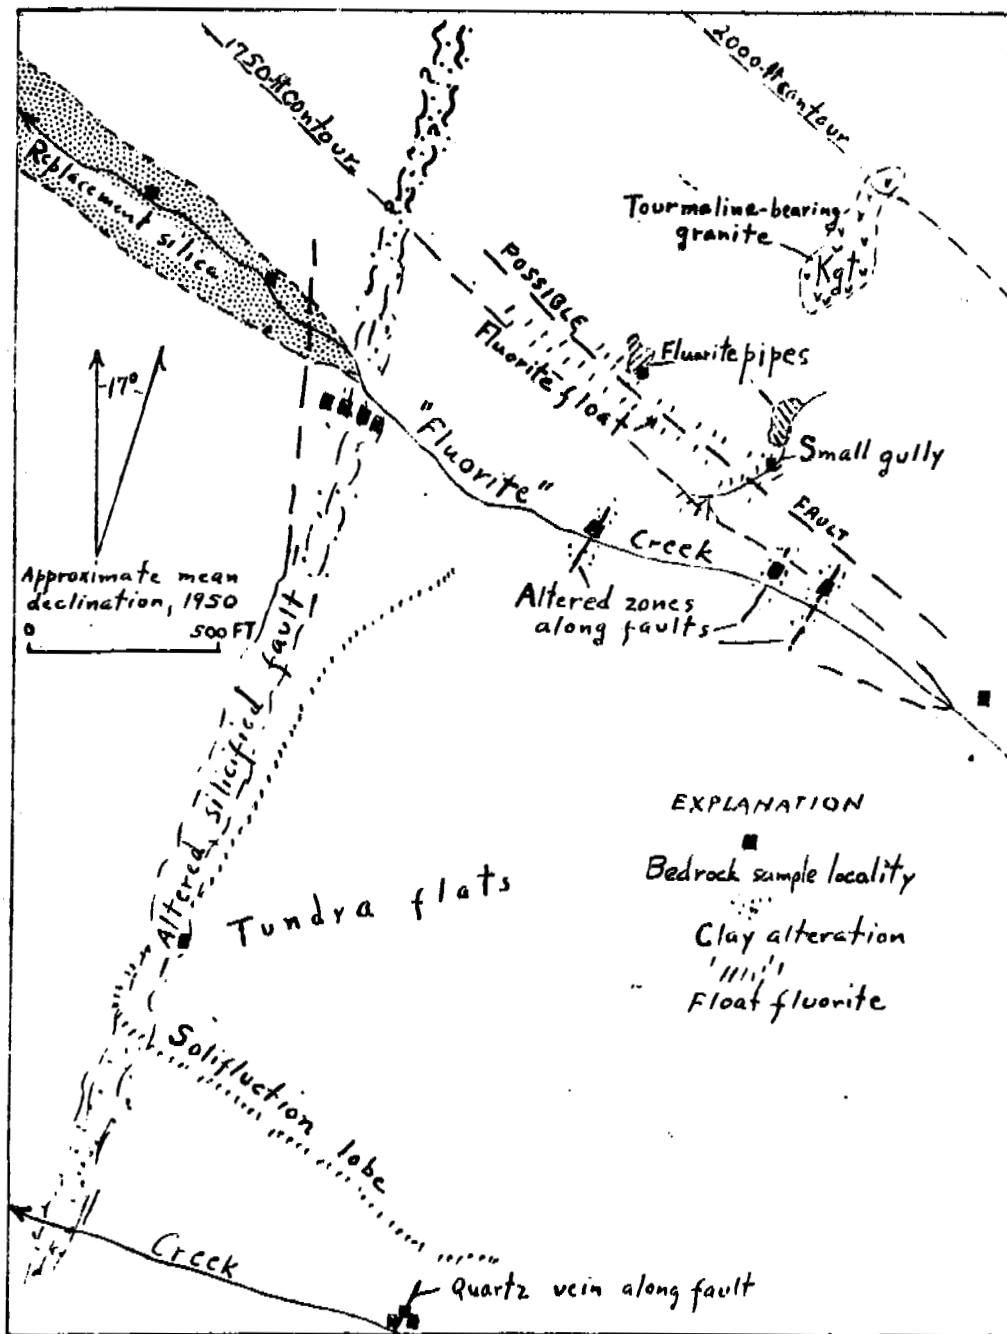 1750-ft contour
2000-ft contour
Replacement silica
Tourmaline-bearing
granite
Kgt
POSSIBLE
FAULT
Fluorite float
Fluorite pipes
17°
"Fluorite"
Creek
Small gully
Approximate mean
declination, 1950
0 500 FT
Altered zones
along faults
Altered silicified fault
EXPLANATION
Bedrock sample locality
Clay alteration
Float fluorite
Tundra flats
Solifluction lobe
Creek
Quartz vein along fault